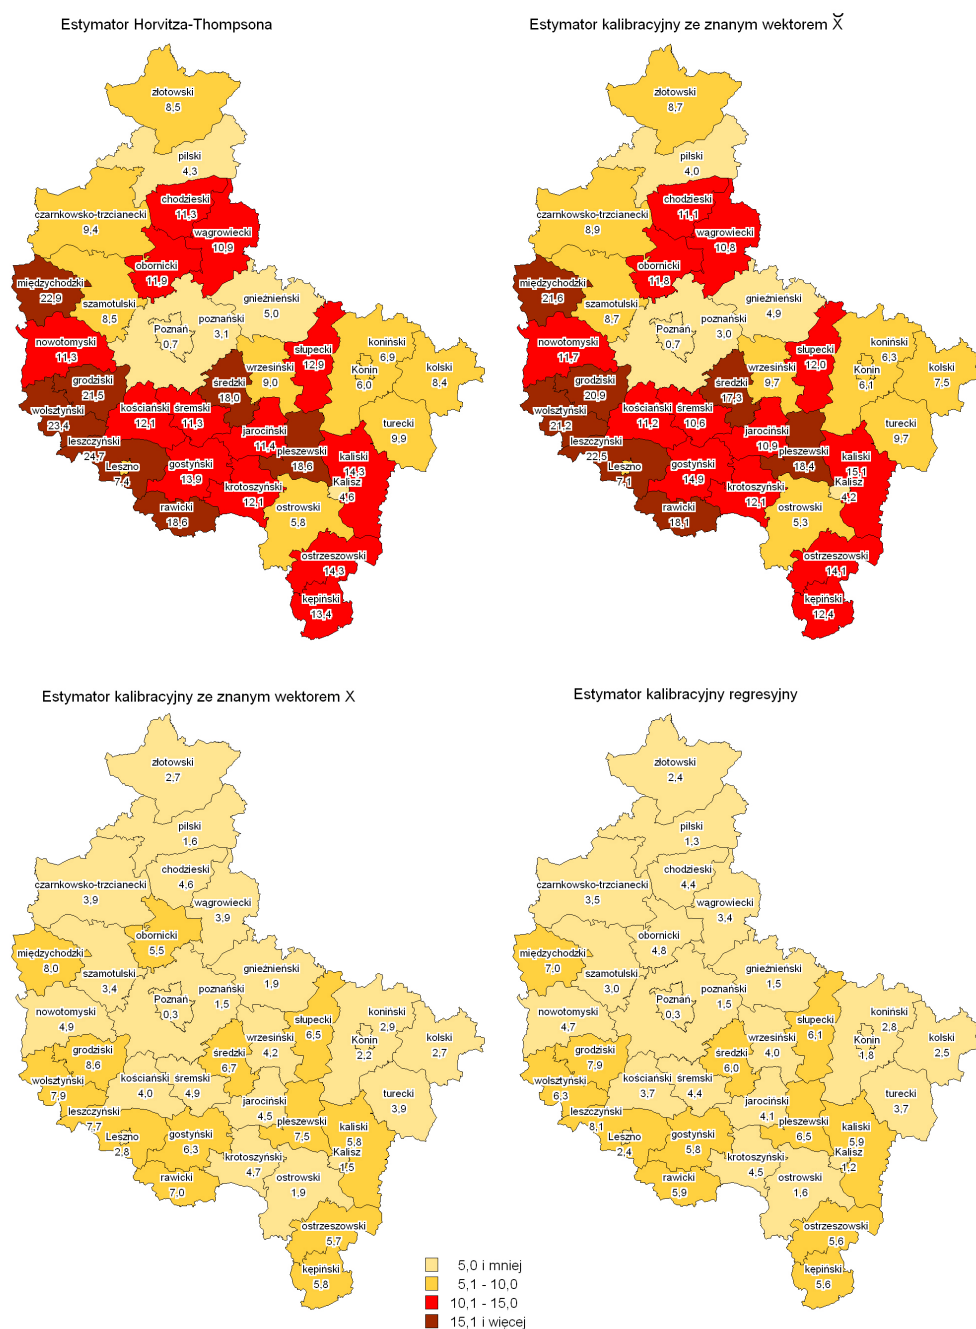 Estymator Horvitza-Thompsona
złotowski
8,5
pilski
4,3
chodzieski
11,3
czarnkowsko-trzcianecki
9,4
wągrowiecki
10,9
obornicki
11,9
międzychodzki
22,9
szamotulski
8,5
gnieźnieński
5,0
Poznań
0,7
poznański
3,1
nowotomyski
11,3
słupecki
12,9
koniński
6,9
Konin
6,0
kolski
8,4
wrzesiński
9,0
średzki
18,0
grodziski
21,5
wolsztyński
23,4
kościański
12,1
śremski
11,3
jarociński
11,4
turecki
9,9
leszczyński
24,7
Leszno
7,4
gostyński
13,9
pleszewski
18,6
kaliski
14,3
Kalisz
4,6
krotoszyński
12,1
rawicki
18,6
ostrowski
5,8
ostrzeszowski
14,3
kępiński
13,4
Estymator kalibracyjny ze znanym wektorem X̆
złotowski
8,7
pilski
4,0
chodzieski
11,1
czarnkowsko-trzcianecki
8,9
wągrowiecki
10,8
obornicki
11,8
międzychodzki
21,6
szamotulski
8,7
gnieźnieński
4,9
Poznań
0,7
poznański
3,0
nowotomyski
11,7
słupecki
12,0
koniński
6,3
Konin
6,1
kolski
7,5
wrzesiński
9,7
średzki
17,3
grodziski
20,9
wolsztyński
21,2
kościański
11,2
śremski
10,6
jarociński
10,9
turecki
9,7
leszczyński
22,5
Leszno
7,1
gostyński
14,9
pleszewski
18,4
kaliski
15,1
Kalisz
4,2
krotoszyński
12,1
rawicki
18,1
ostrowski
5,3
ostrzeszowski
14,1
kępiński
12,4
Estymator kalibracyjny ze znanym wektorem X
złotowski
2,7
pilski
1,6
chodzieski
4,6
czarnkowsko-trzcianecki
3,9
wągrowiecki
3,9
obornicki
5,5
międzychodzki
8,0
szamotulski
3,4
gnieźnieński
1,9
Poznań
0,3
poznański
1,5
nowotomyski
4,9
słupecki
6,5
koniński
2,9
Konin
2,2
kolski
2,7
wrzesiński
4,2
średzki
6,7
grodziski
8,6
wolsztyński
7,9
kościański
4,0
śremski
4,9
jarociński
4,5
turecki
3,9
leszczyński
7,7
Leszno
2,8
gostyński
6,3
pleszewski
7,5
kaliski
5,8
Kalisz
1,5
krotoszyński
4,7
rawicki
7,0
ostrowski
1,9
ostrzeszowski
5,7
kępiński
5,8
Estymator kalibracyjny regresyjny
złotowski
2,4
pilski
1,3
chodzieski
4,4
czarnkowsko-trzcianecki
3,5
wągrowiecki
3,4
obornicki
4,8
międzychodzki
7,0
szamotulski
3,0
gnieźnieński
1,5
Poznań
0,3
poznański
1,5
nowotomyski
4,7
słupecki
6,1
koniński
2,8
Konin
1,8
kolski
2,5
wrzesiński
4,0
średzki
6,0
grodziski
7,9
wolsztyński
6,3
kościański
3,7
śremski
4,4
jarociński
4,1
turecki
3,7
leszczyński
8,1
Leszno
2,4
gostyński
5,8
pleszewski
6,5
kaliski
5,9
Kalisz
1,2
krotoszyński
4,5
rawicki
5,9
ostrowski
1,6
ostrzeszowski
5,6
kępiński
5,6
5,0 i mniej
5,1 - 10,0
10,1 - 15,0
15,1 i więcej